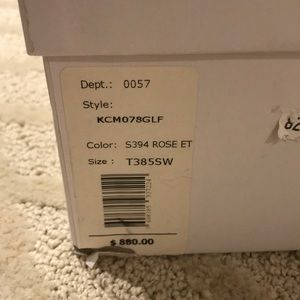 Dept.: 0057
Style:
KCM078GLF
Color: S394 ROSE ET
Size: T385SW
$ 880.00